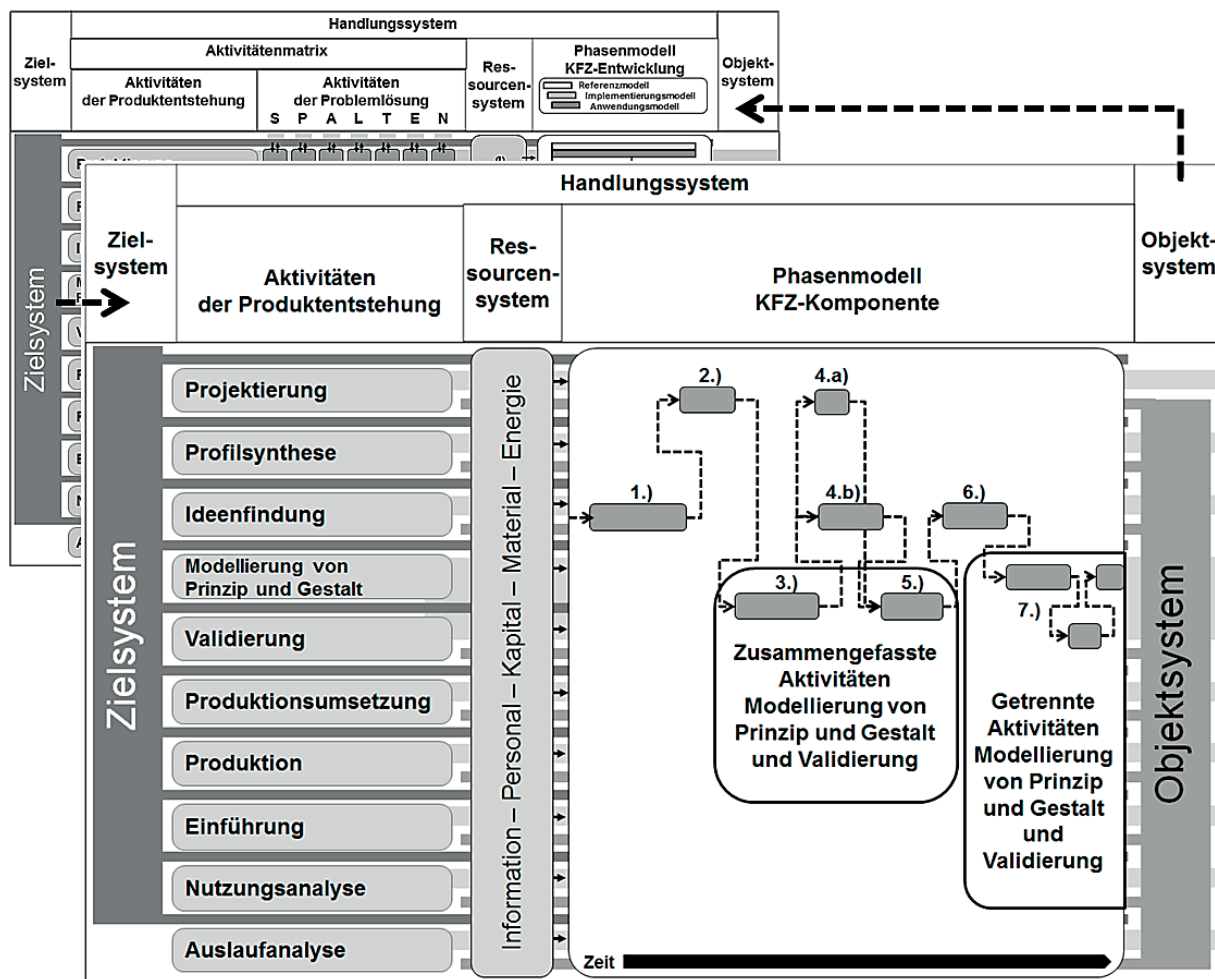 Handlungssystem
Ziel-
system
Aktivitätenmatrix
Aktivitäten
der Produktentstehung
Aktivitäten
der Problemlösung
S P A L T E N
Res-
sourcen-
system
Phasenmodell
KFZ-Entwicklung
Referenzmodell
Implementierungsmodell
Anwendungsmodell
Objekt-
system
Zielsystem
Handlungssystem
Ziel-
system
Aktivitäten
der Produktentstehung
Res-
sourcen-
system
Phasenmodell
KFZ-Komponente
Objekt-
system
Zielsystem
Projektierung
Profilsynthese
Ideenfindung
Modellierung von
Prinzip und Gestalt
Validierung
Produktionsumsetzung
Produktion
Einführung
Nutzungsanalyse
Auslaufanalyse
Information – Personal – Kapital – Material – Energie
1.)
2.)
3.)
4.a)
4.b)
5.)
6.)
7.)
Zusammengefasste
Aktivitäten
Modellierung von
Prinzip und Gestalt
und Validierung
Getrennte
Aktivitäten
Modellierung
von Prinzip
und Gestalt
und
Validierung
Zeit
Objektsystem